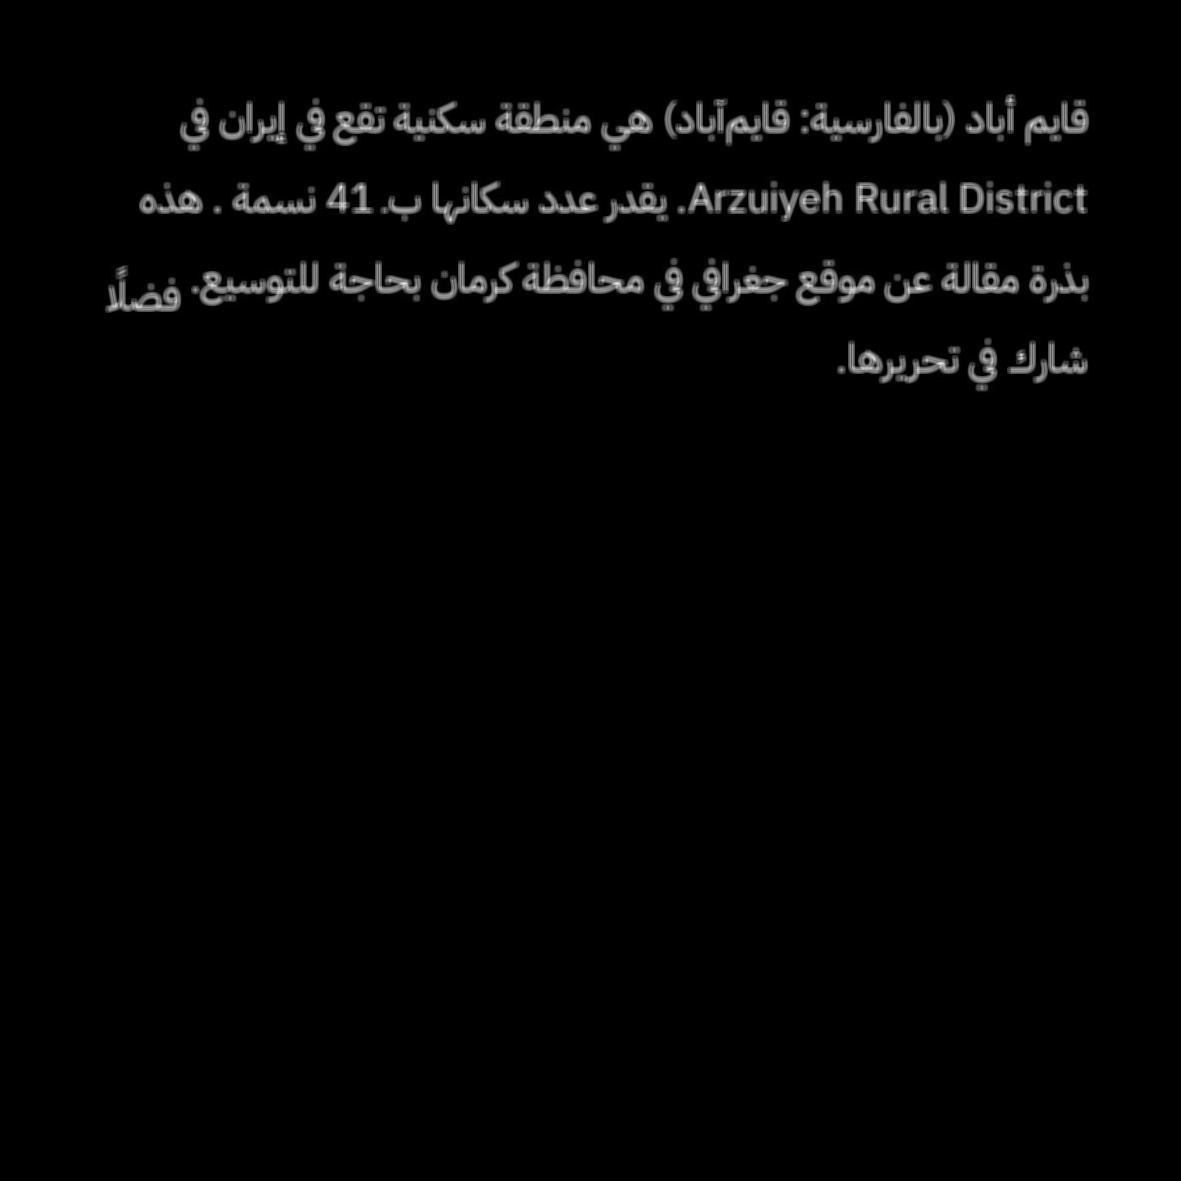 قايم أباد (بالفارسية: قایم‌آباد) هي منطقة سكنية تقع في إيران في
Arzuiyeh Rural District. يقدر عدد سكانها ب. 41 نسمة . هذه
بذرة مقالة عن موقع جغرافي في محافظة كرمان بحاجة للتوسيع. فضلًا
شارك في تحريرها.